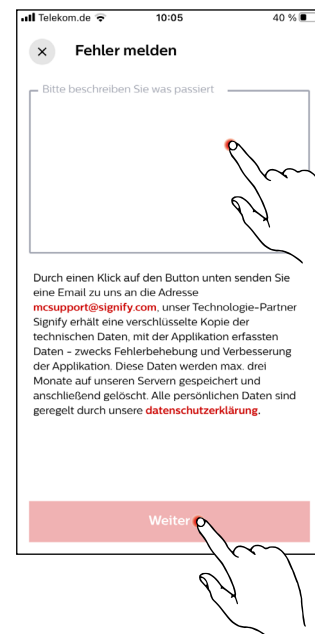 Telekom.de 10:05 40 %
× Fehler melden
Bitte beschreiben Sie was passiert
Durch einen Klick auf den Button unten senden Sie
eine Email zu uns an die Adresse
mcsupport@signify.com, unser Technologie-Partner
Signify erhält eine verschlüsselte Kopie der
technischen Daten, mit der Applikation erfassten
Daten - zwecks Fehlerbehebung und Verbesserung
der Applikation. Diese Daten werden max. drei
Monate auf unseren Servern gespeichert und
anschließend gelöscht. Alle persönlichen Daten sind
geregelt durch unsere datenschutzerklärung.
Weiter